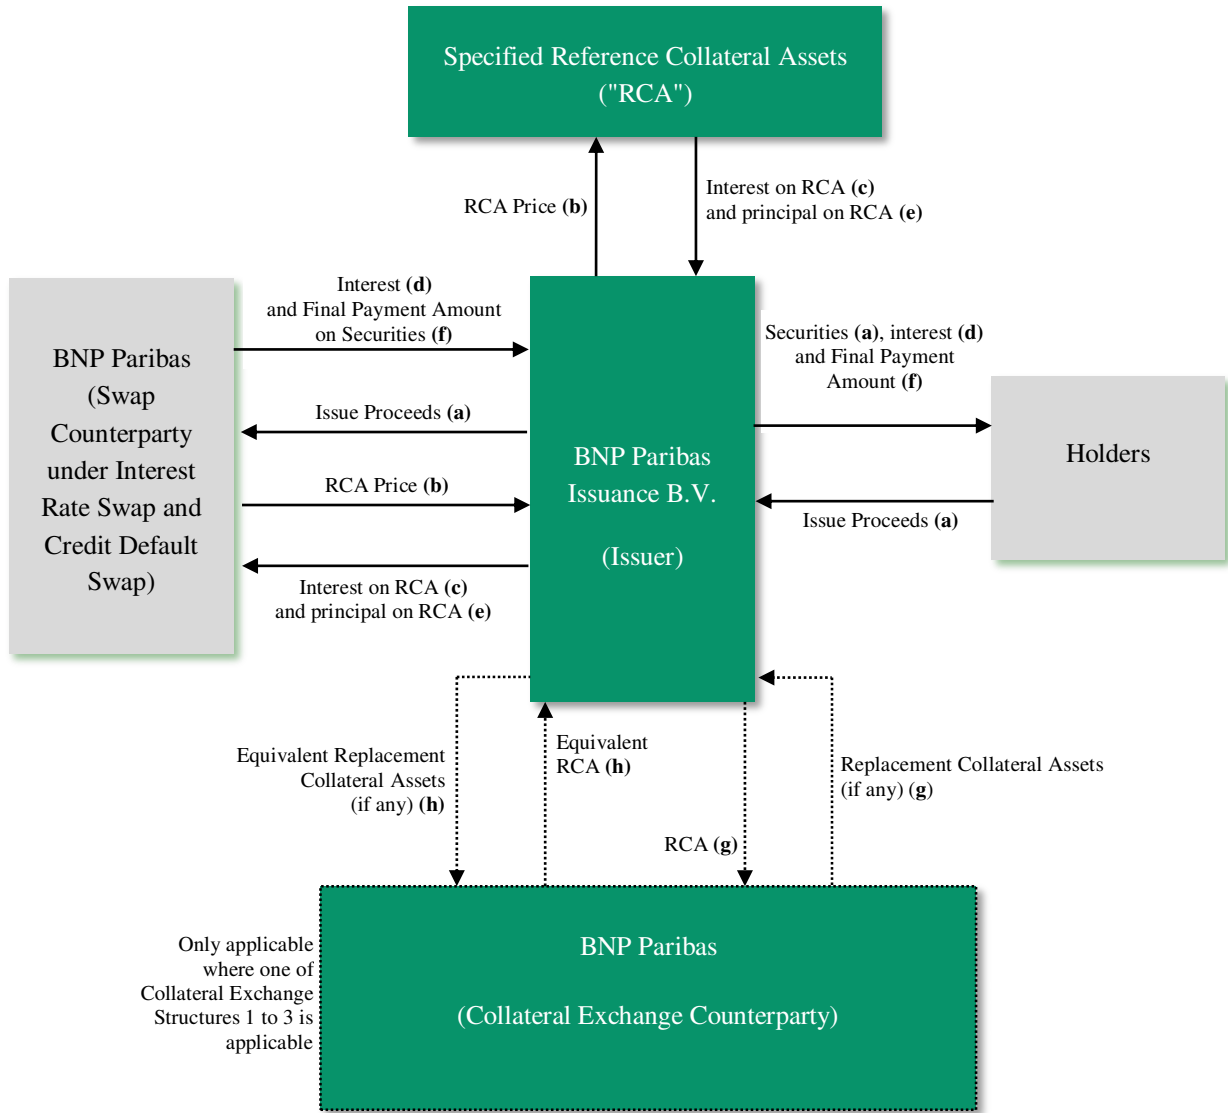 Specified Reference Collateral Assets
("RCA")
RCA Price (b)
Interest on RCA (c)
and principal on RCA (e)
Interest (d)
and Final Payment Amount
on Securities (f)
Issue Proceeds (a)
RCA Price (b)
Interest on RCA (c)
and principal on RCA (e)
BNP Paribas
(Swap
Counterparty
under Interest
Rate Swap and
Credit Default
Swap)
BNP Paribas
Issuance B.V.
(Issuer)
Securities (a), interest (d)
and Final Payment
Amount (f)
Issue Proceeds (a)
Holders
Equivalent Replacement
Collateral Assets
(if any) (h)
Equivalent
RCA (h)
RCA (g)
Replacement Collateral Assets
(if any) (g)
Only applicable
where one of
Collateral Exchange
Structures 1 to 3 is
applicable
BNP Paribas
(Collateral Exchange Counterparty)